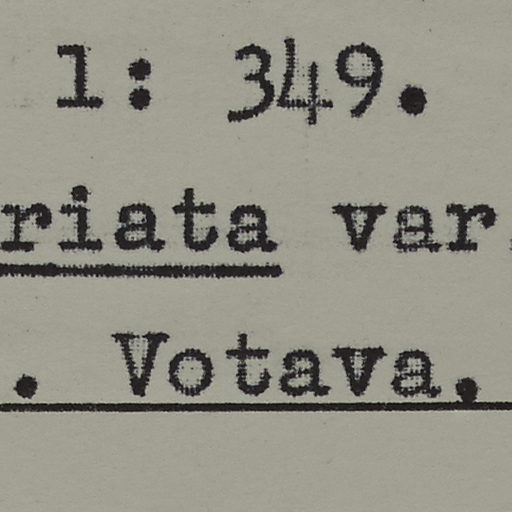 1: 349.
riata var.
. Votava.